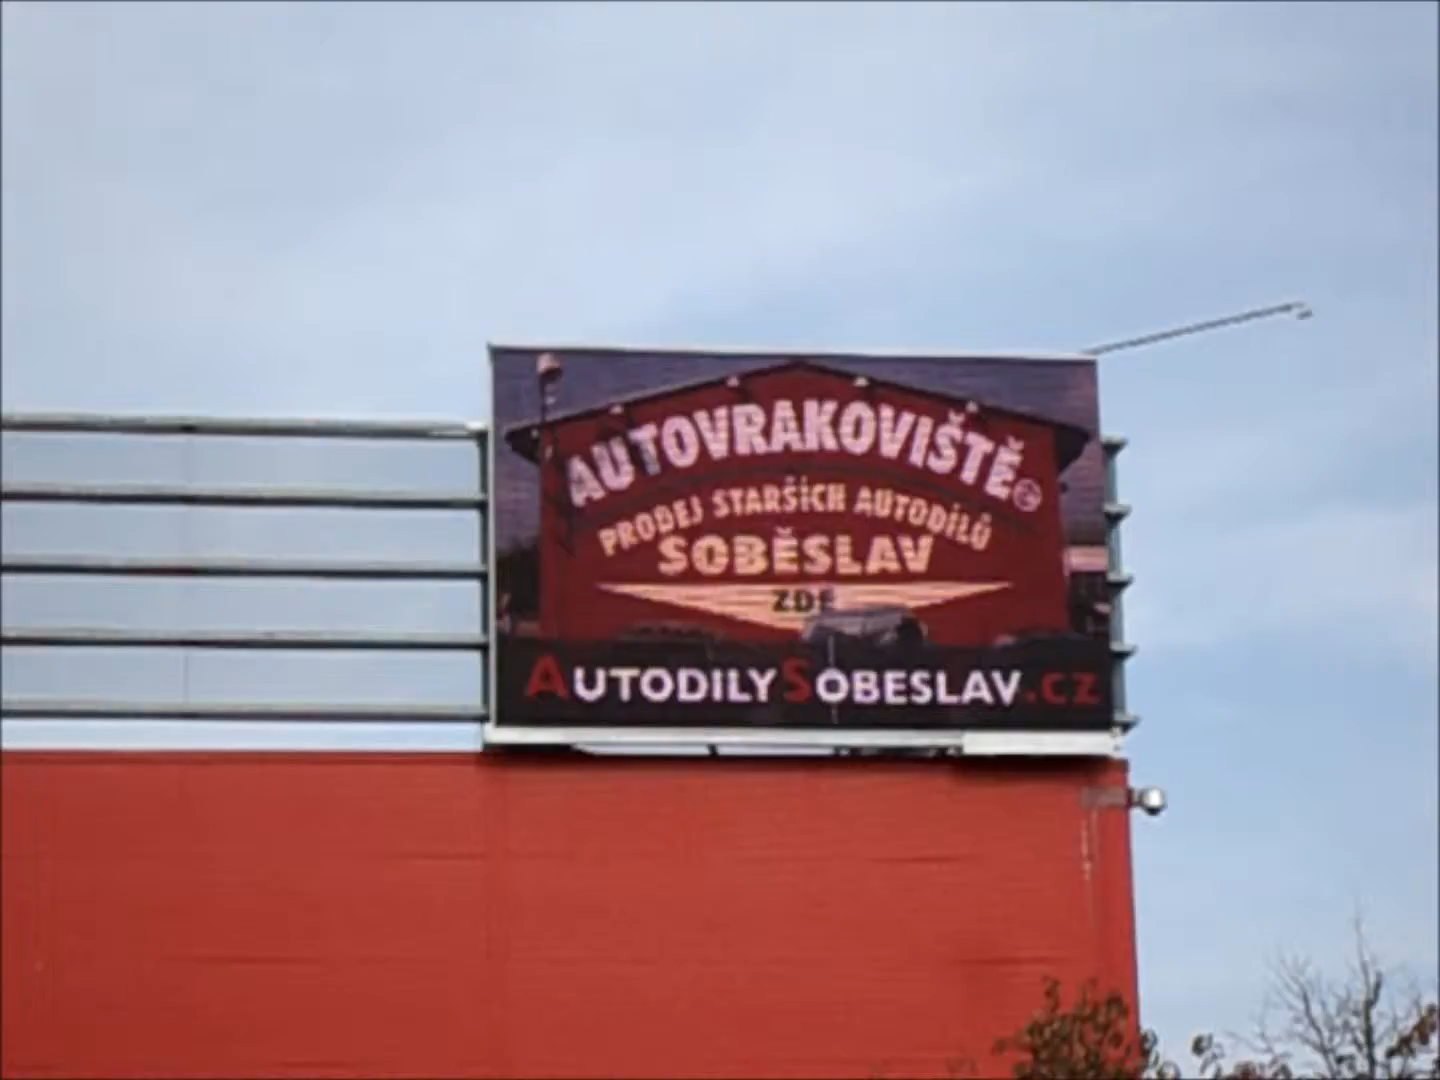 AUTOVRAKOVIŠTĚ
PRODEJ STARŠÍCH AUTODÍLŮ
SOBĚSLAV
ZDE
AUTODILYSOBESLAV.CZ